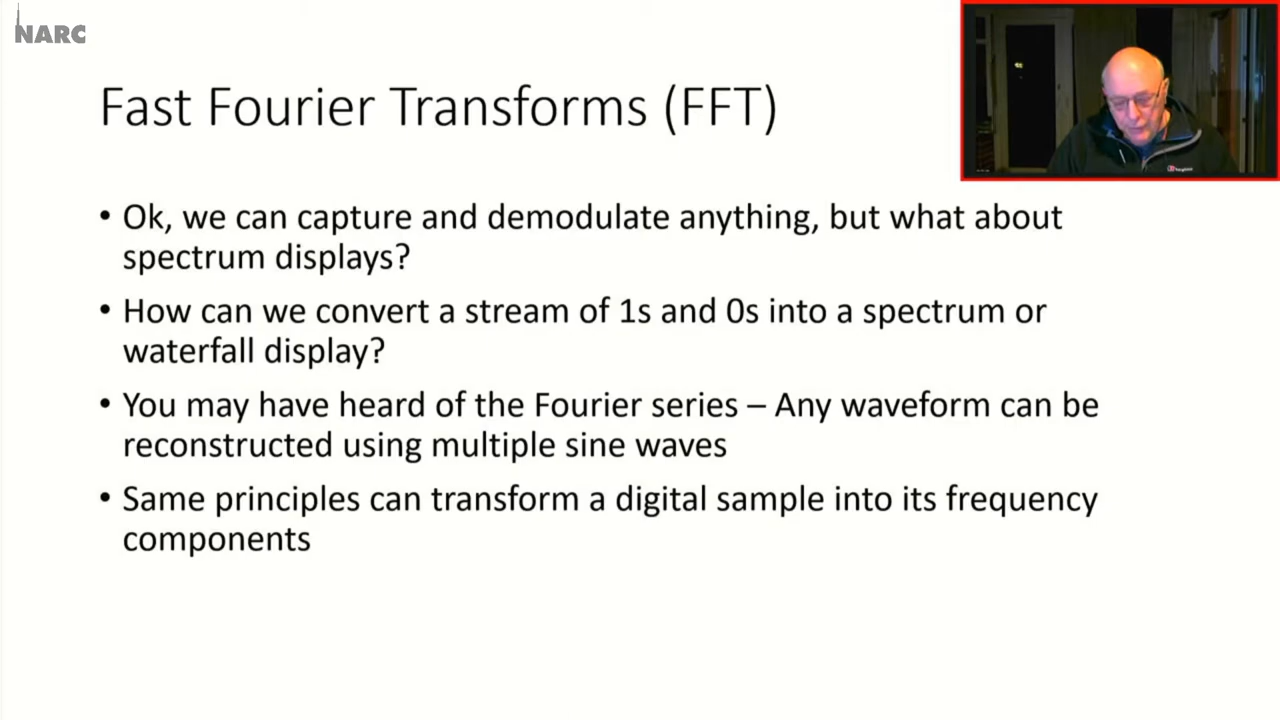 NARC
Fast Fourier Transforms (FFT)
• Ok, we can capture and demodulate anything, but what about
spectrum displays?
• How can we convert a stream of 1s and 0s into a spectrum or
waterfall display?
• You may have heard of the Fourier series – Any waveform can be
reconstructed using multiple sine waves
• Same principles can transform a digital sample into its frequency
components